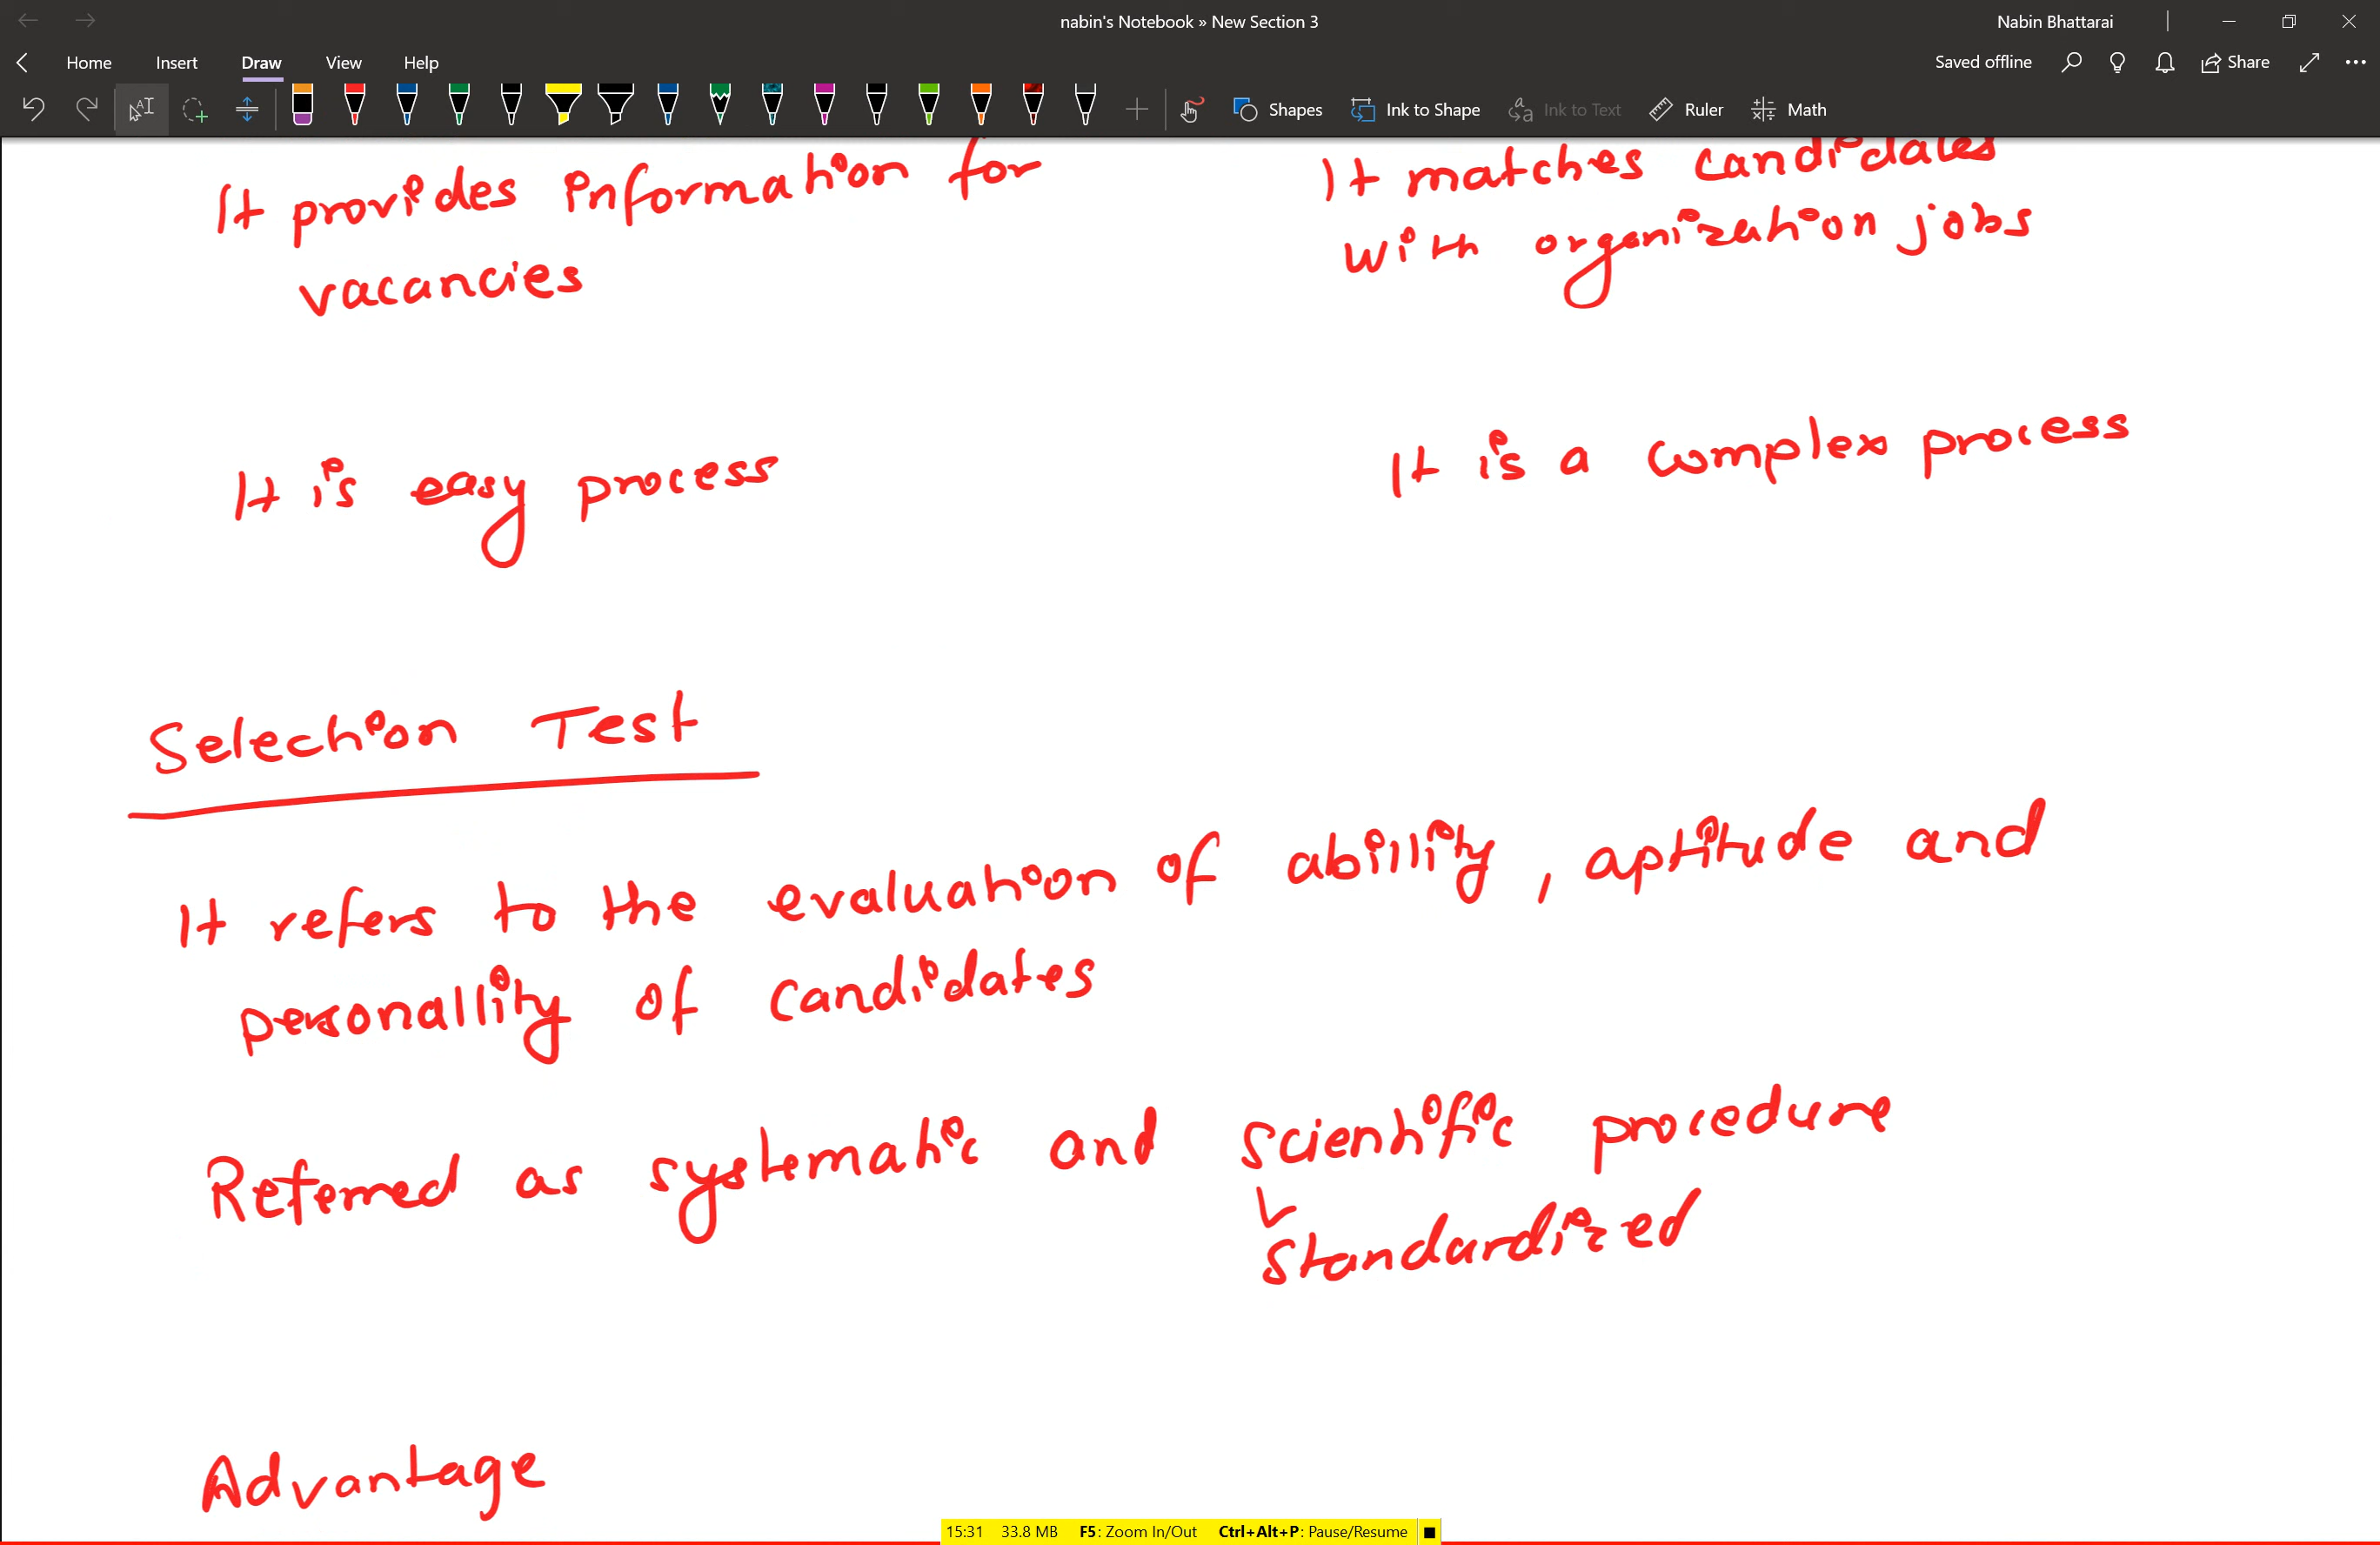 nabin's Notebook » New Section 3
Nabin Bhattarai
Home Insert Draw View Help
Saved offline
Share
Shapes Ink to Shape Ink to Text Ruler Math
It provides information for
vacancies
It matches candidates
with organization jobs
It is easy process
It is a complex process
Selection Test
It refers to the evaluation of abillity, aptitude and
personallity of candidates
Referred as systematic and scientific procedure
Standardized
Advantage
15:31 33.8 MB F5: Zoom In/Out Ctrl+Alt+P: Pause/Resume